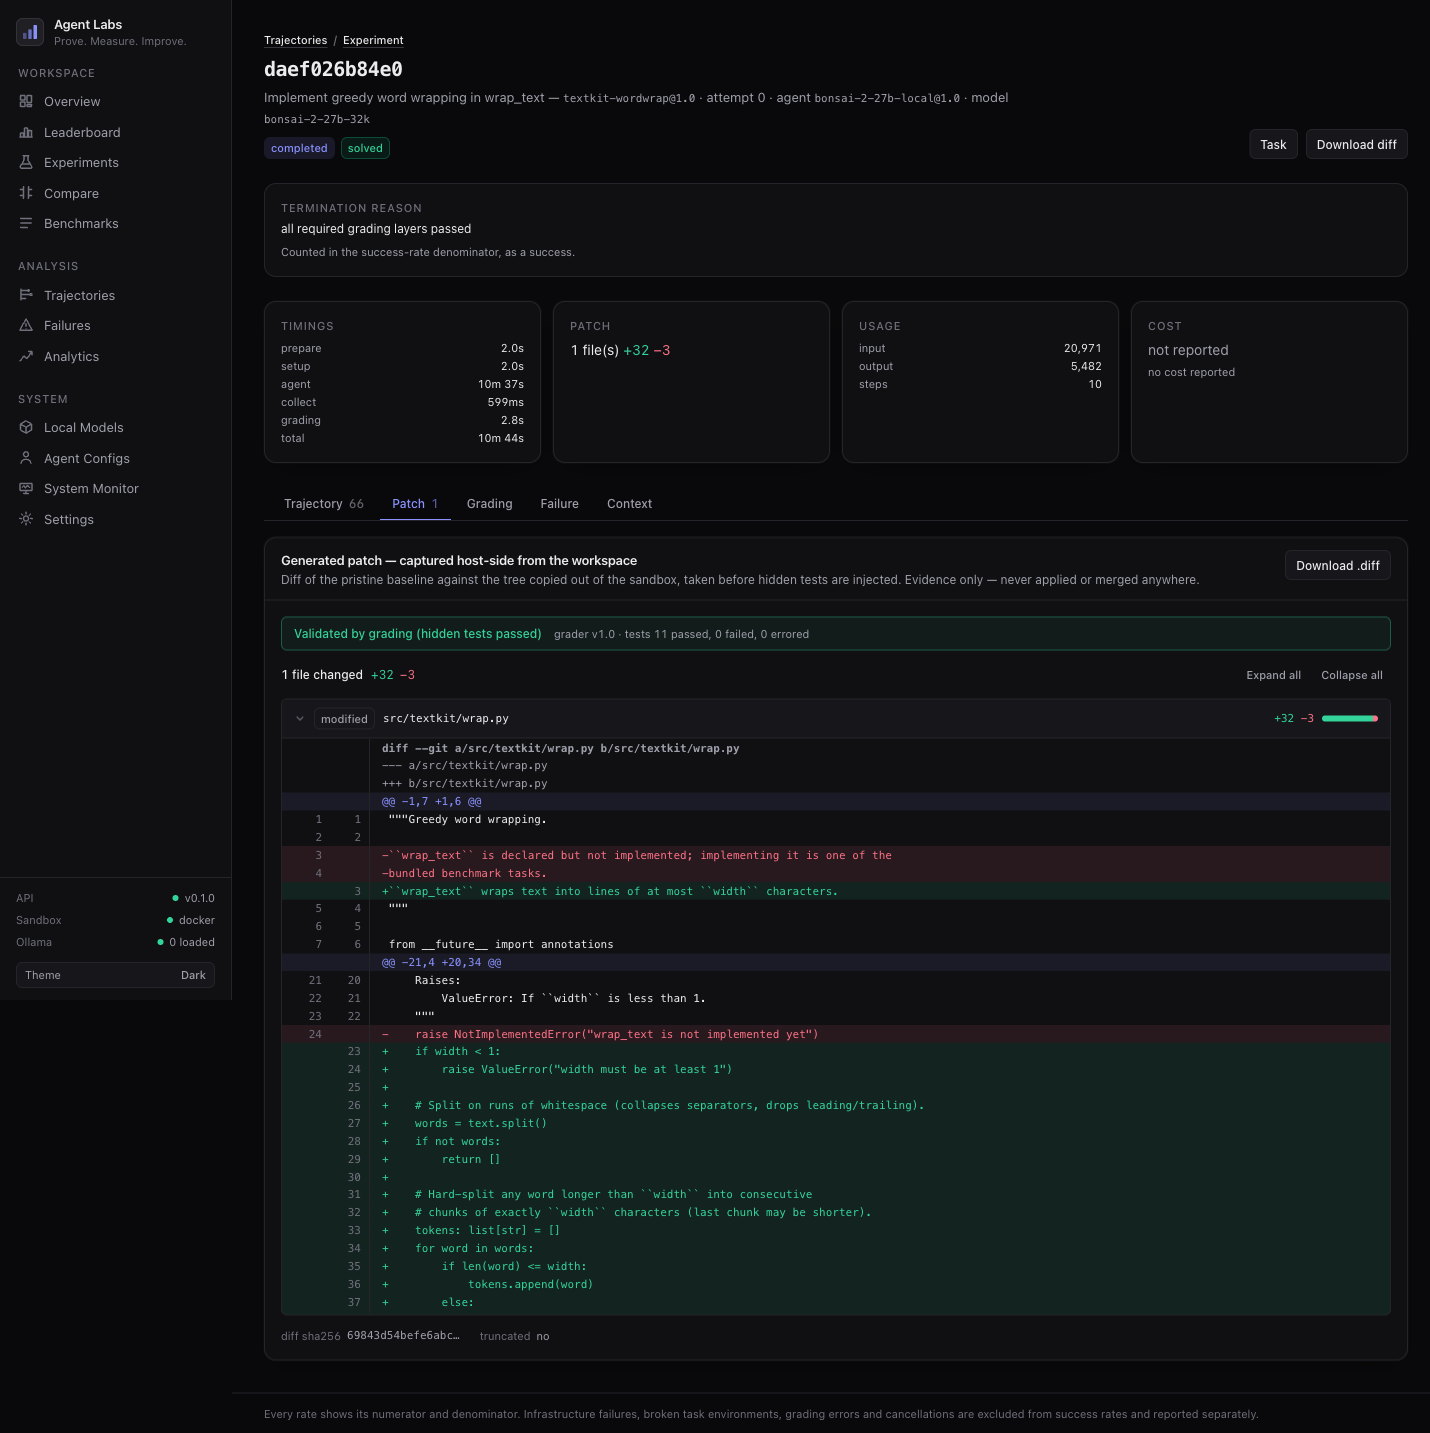 Agent Labs
Prove. Measure. Improve.
WORKSPACE
Overview
Leaderboard
Experiments
Compare
Benchmarks
ANALYSIS
Trajectories
Failures
Analytics
SYSTEM
Local Models
Agent Configs
System Monitor
Settings
API v0.1.0
Sandbox docker
Ollama 0 loaded
Theme Dark
Trajectories / Experiment
daef026b84e0
Implement greedy word wrapping in wrap_text — textkit-wordwrap@1.0 · attempt 0 · agent bonsai-2-27b-local@1.0 · model
bonsai-2-27b-32k
completed solved
Task Download diff
TERMINATION REASON
all required grading layers passed
Counted in the success-rate denominator, as a success.
TIMINGS
prepare 2.0s
setup 2.0s
agent 10m 37s
collect 599ms
grading 2.8s
total 10m 44s
PATCH
1 file(s) +32 −3
USAGE
input 20,971
output 5,482
steps 10
COST
not reported
no cost reported
Trajectory 66 Patch 1 Grading Failure Context
Generated patch — captured host-side from the workspace
Diff of the pristine baseline against the tree copied out of the sandbox, taken before hidden tests are injected. Evidence only — never applied or merged anywhere.
Download .diff
Validated by grading (hidden tests passed) grader v1.0 · tests 11 passed, 0 failed, 0 errored
1 file changed +32 −3 Expand all Collapse all
modified src/textkit/wrap.py +32 −3
diff --git a/src/textkit/wrap.py b/src/textkit/wrap.py
--- a/src/textkit/wrap.py
+++ b/src/textkit/wrap.py
@@ -1,7 +1,6 @@
1 1 """Greedy word wrapping.
2 2
3 -``wrap_text`` is declared but not implemented; implementing it is one of the
4 -bundled benchmark tasks.
3 +``wrap_text`` wraps text into lines of at most ``width`` characters.
5 4 """
6 5
7 6 from __future__ import annotations
@@ -21,4 +20,34 @@
21 20 Raises:
22 21 ValueError: If ``width`` is less than 1.
23 22 """
24 - raise NotImplementedError("wrap_text is not implemented yet")
23 + if width < 1:
24 + raise ValueError("width must be at least 1")
25 +
26 + # Split on runs of whitespace (collapses separators, drops leading/trailing).
27 + words = text.split()
28 + if not words:
29 + return []
30 +
31 + # Hard-split any word longer than ``width`` into consecutive
32 + # chunks of exactly ``width`` characters (last chunk may be shorter).
33 + tokens: list[str] = []
34 + for word in words:
35 + if len(word) <= width:
36 + tokens.append(word)
37 + else:
diff sha256 69843d54befe6abc… truncated no
Every rate shows its numerator and denominator. Infrastructure failures, broken task environments, grading errors and cancellations are excluded from success rates and reported separately.